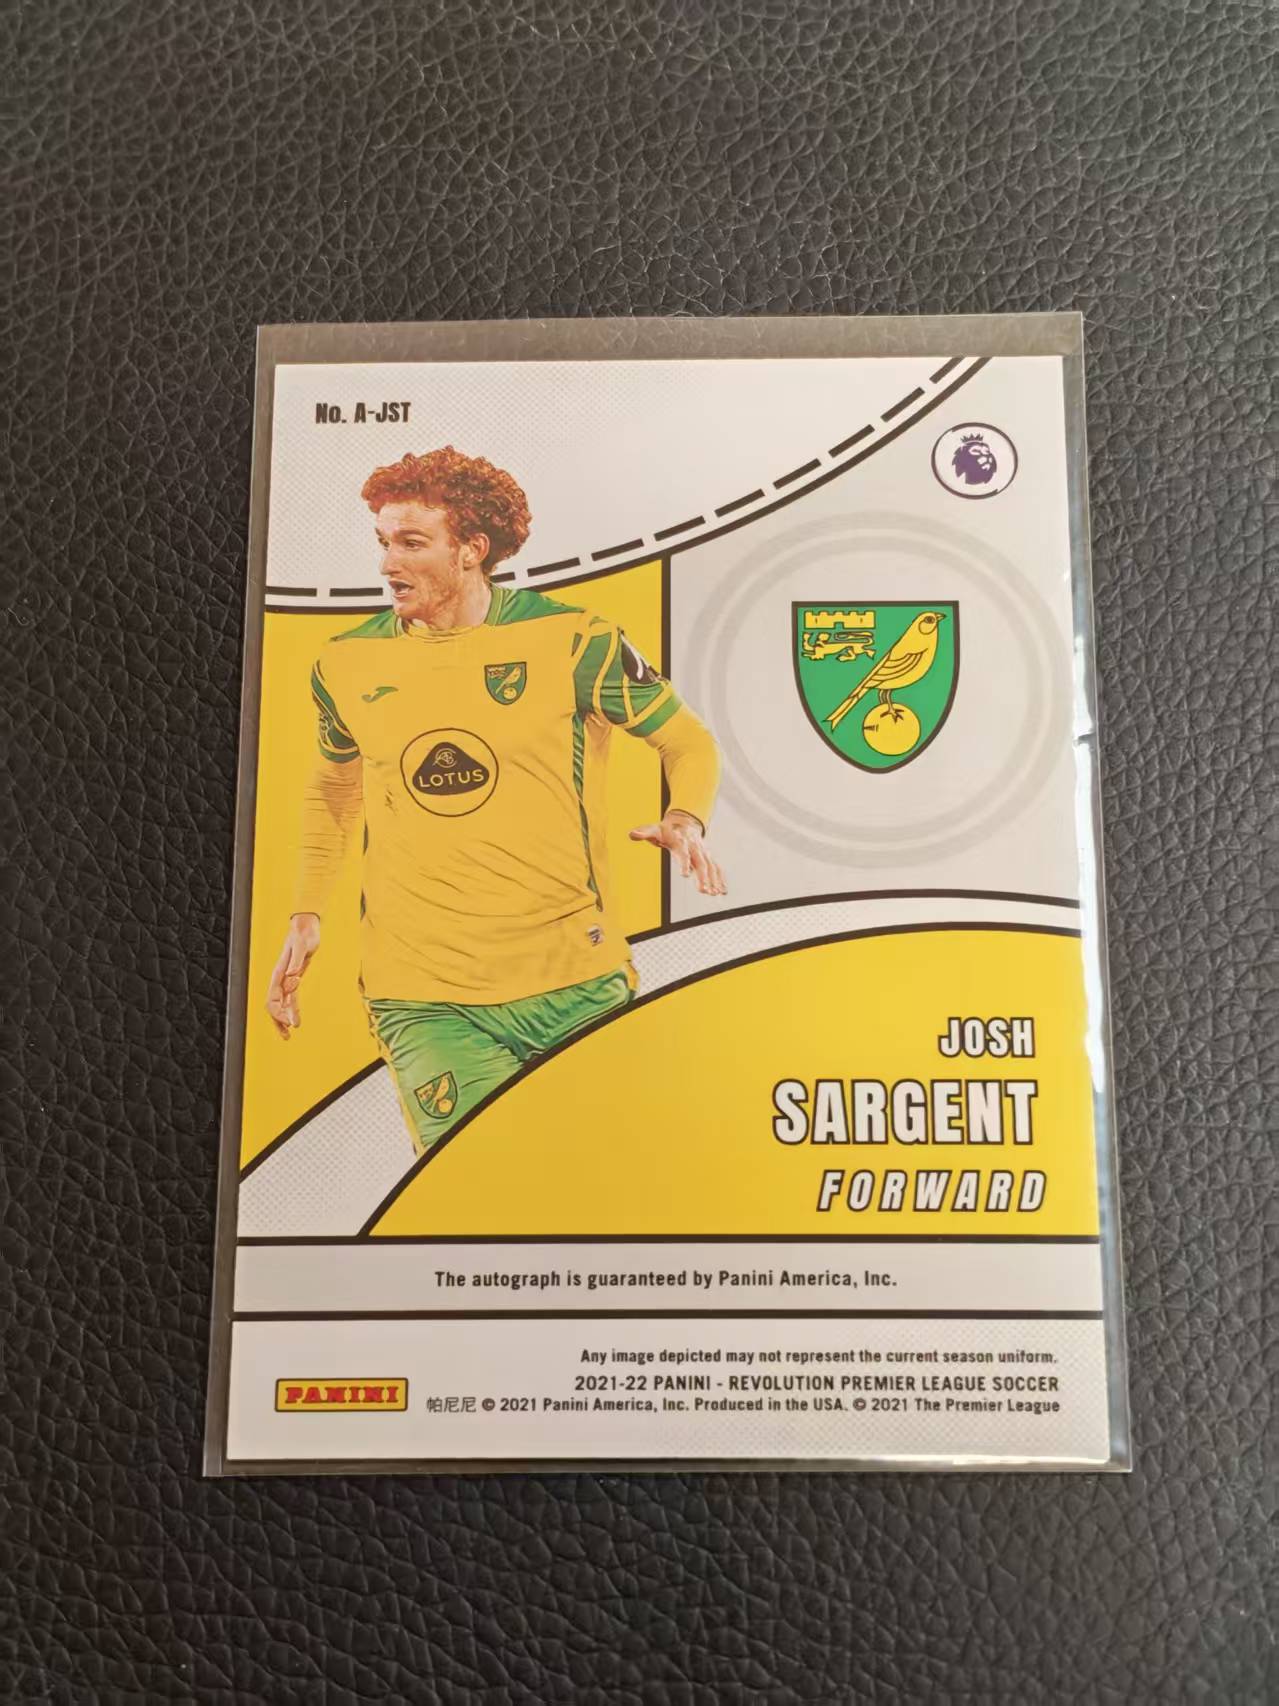 No. A-JST
LOTUS
JOSH
SARGENT
FORWARD
The autograph is guaranteed by Panini America, Inc.
Any image depicted may not represent the current season uniform.
2021-22 PANINI - REVOLUTION PREMIER LEAGUE SOCCER
PANINI
帕尼尼 © 2021 Panini America, Inc. Produced in the USA. © 2021 The Premier League